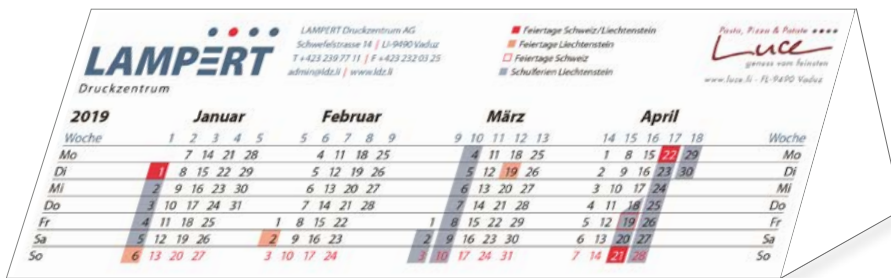 LAMPERT
Druckzentrum
LAMPERT Druckzentrum AG
Schwefelstrasse 14 | LI-9490 Vaduz
T +423 239 77 11 | F +423 232 03 25
admin@ldz.li | www.ldz.li
Feiertage Schweiz/Liechtenstein
Feiertage Liechtenstein
Feiertage Schweiz
Schulferien Liechtenstein
Pasta, Pizza & Patate
Luce
genuss vom feinsten
www.luce.li - FL-9490 Vaduz
2019 Januar Februar März April
Woche 1 2 3 4 5 5 6 7 8 9 9 10 11 12 13 14 15 16 17 18 Woche
Mo 7 14 21 28 4 11 18 25 4 11 18 25 1 8 15 22 29 Mo
Di 1 8 15 22 29 5 12 19 26 5 12 19 26 2 9 16 23 30 Di
Mi 2 9 16 23 30 6 13 20 27 6 13 20 27 3 10 17 24 Mi
Do 3 10 17 24 31 7 14 21 28 7 14 21 28 4 11 18 25 Do
Fr 4 11 18 25 1 8 15 22 1 8 15 22 29 5 12 19 26 Fr
Sa 5 12 19 26 2 9 16 23 2 9 16 23 30 6 13 20 27 Sa
So 6 13 20 27 3 10 17 24 3 10 17 24 31 7 14 21 28 So